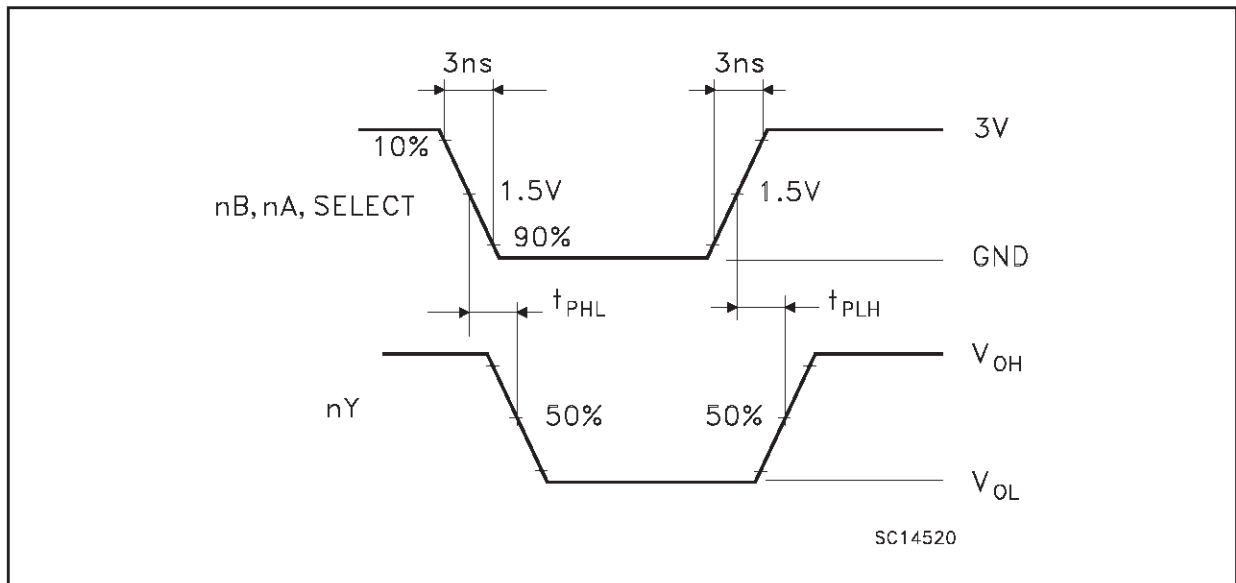 3ns 3ns
3V
10%
1.5V 1.5V
nB, nA, SELECT
90%
GND
tPHL tPLH
VOH
nY 50% 50%
VOL
SC14520